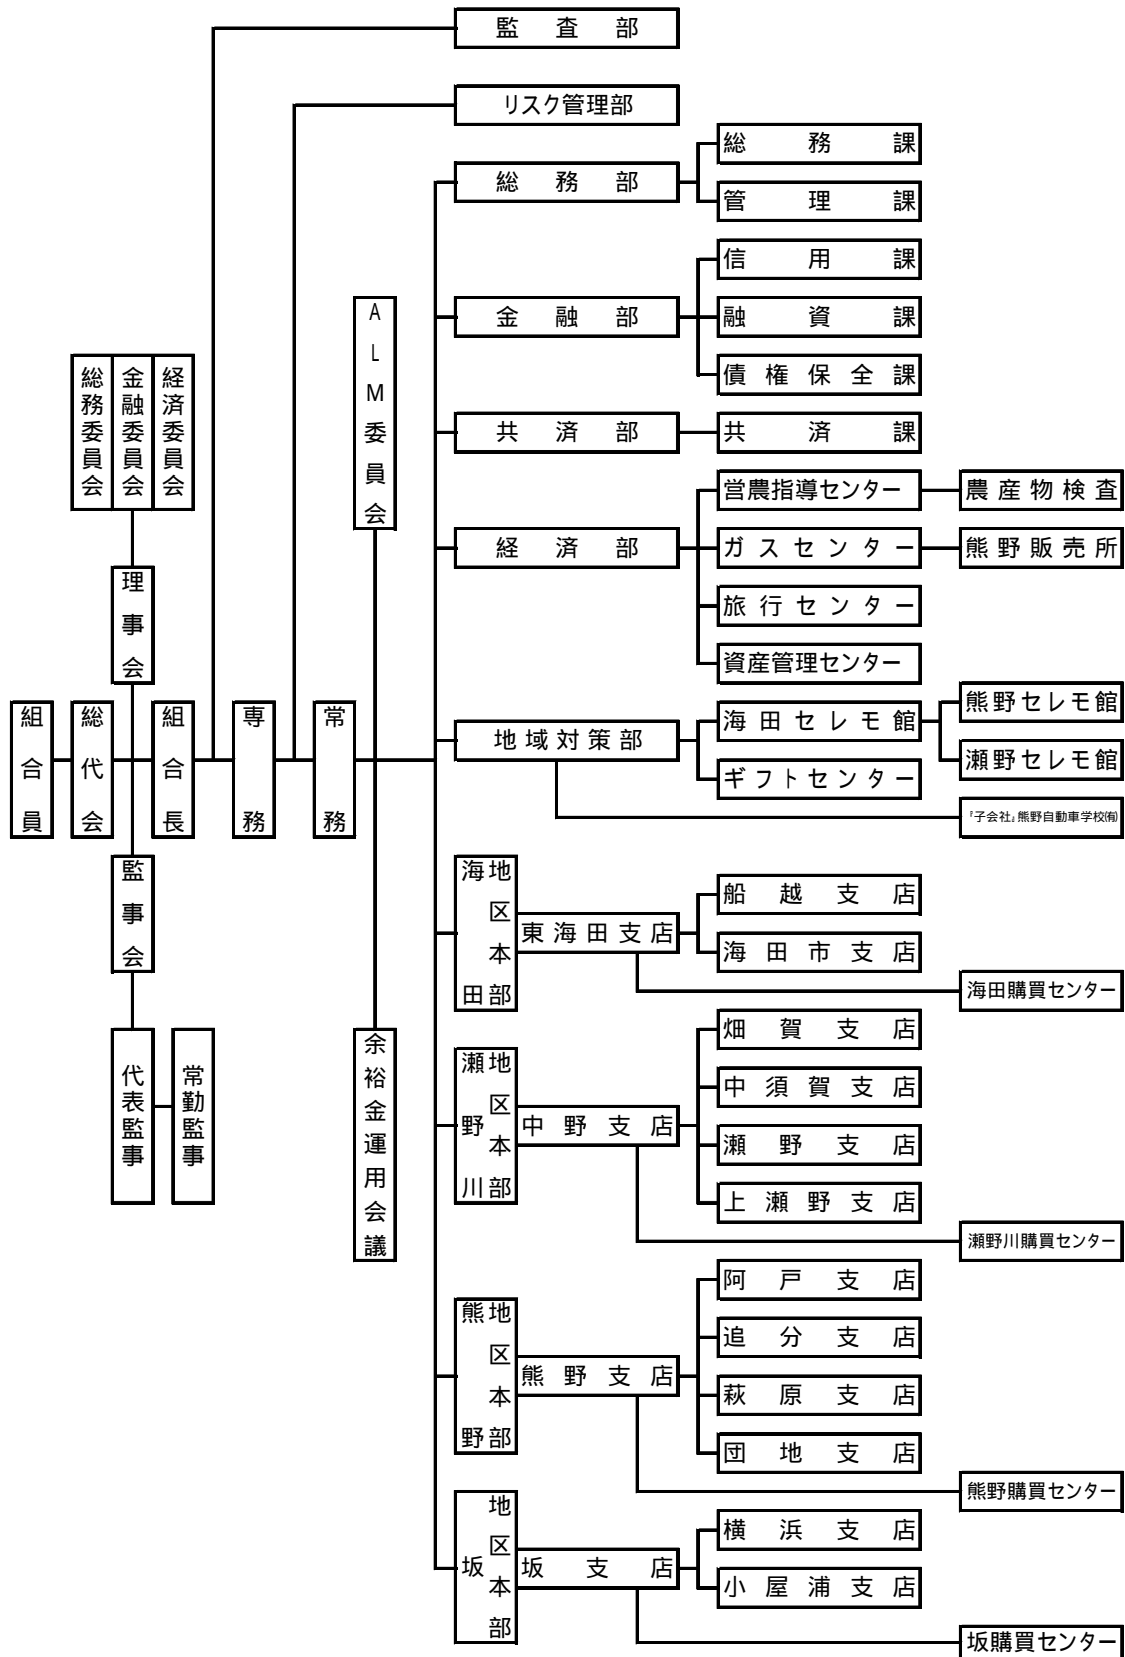 監査部
リスク管理部
総務部
総務課
管理課
金融部
信用課
融資課
債権保全課
共済部
共済課
経済部
営農指導センター
農産物検査
ガスセンター
熊野販売所
旅行センター
資産管理センター
地域対策部
海田セレモ館
熊野セレモ館
瀬野セレモ館
ギフトセンター
『子会社』熊野自動車学校㈲
ALM委員会
総務委員会
金融委員会
経済委員会
理事会
組合員
総代会
組合長
専務
常務
監事会
代表監事
常勤監事
余裕金運用会議
海田地区本部
東海田支店
船越支店
海田市支店
海田購買センター
瀬野川地区本部
中野支店
畑賀支店
中須賀支店
瀬野支店
上瀬野支店
瀬野川購買センター
熊野地区本部
熊野支店
阿戸支店
追分支店
萩原支店
団地支店
熊野購買センター
坂地区本部
坂支店
横浜支店
小屋浦支店
坂購買センター